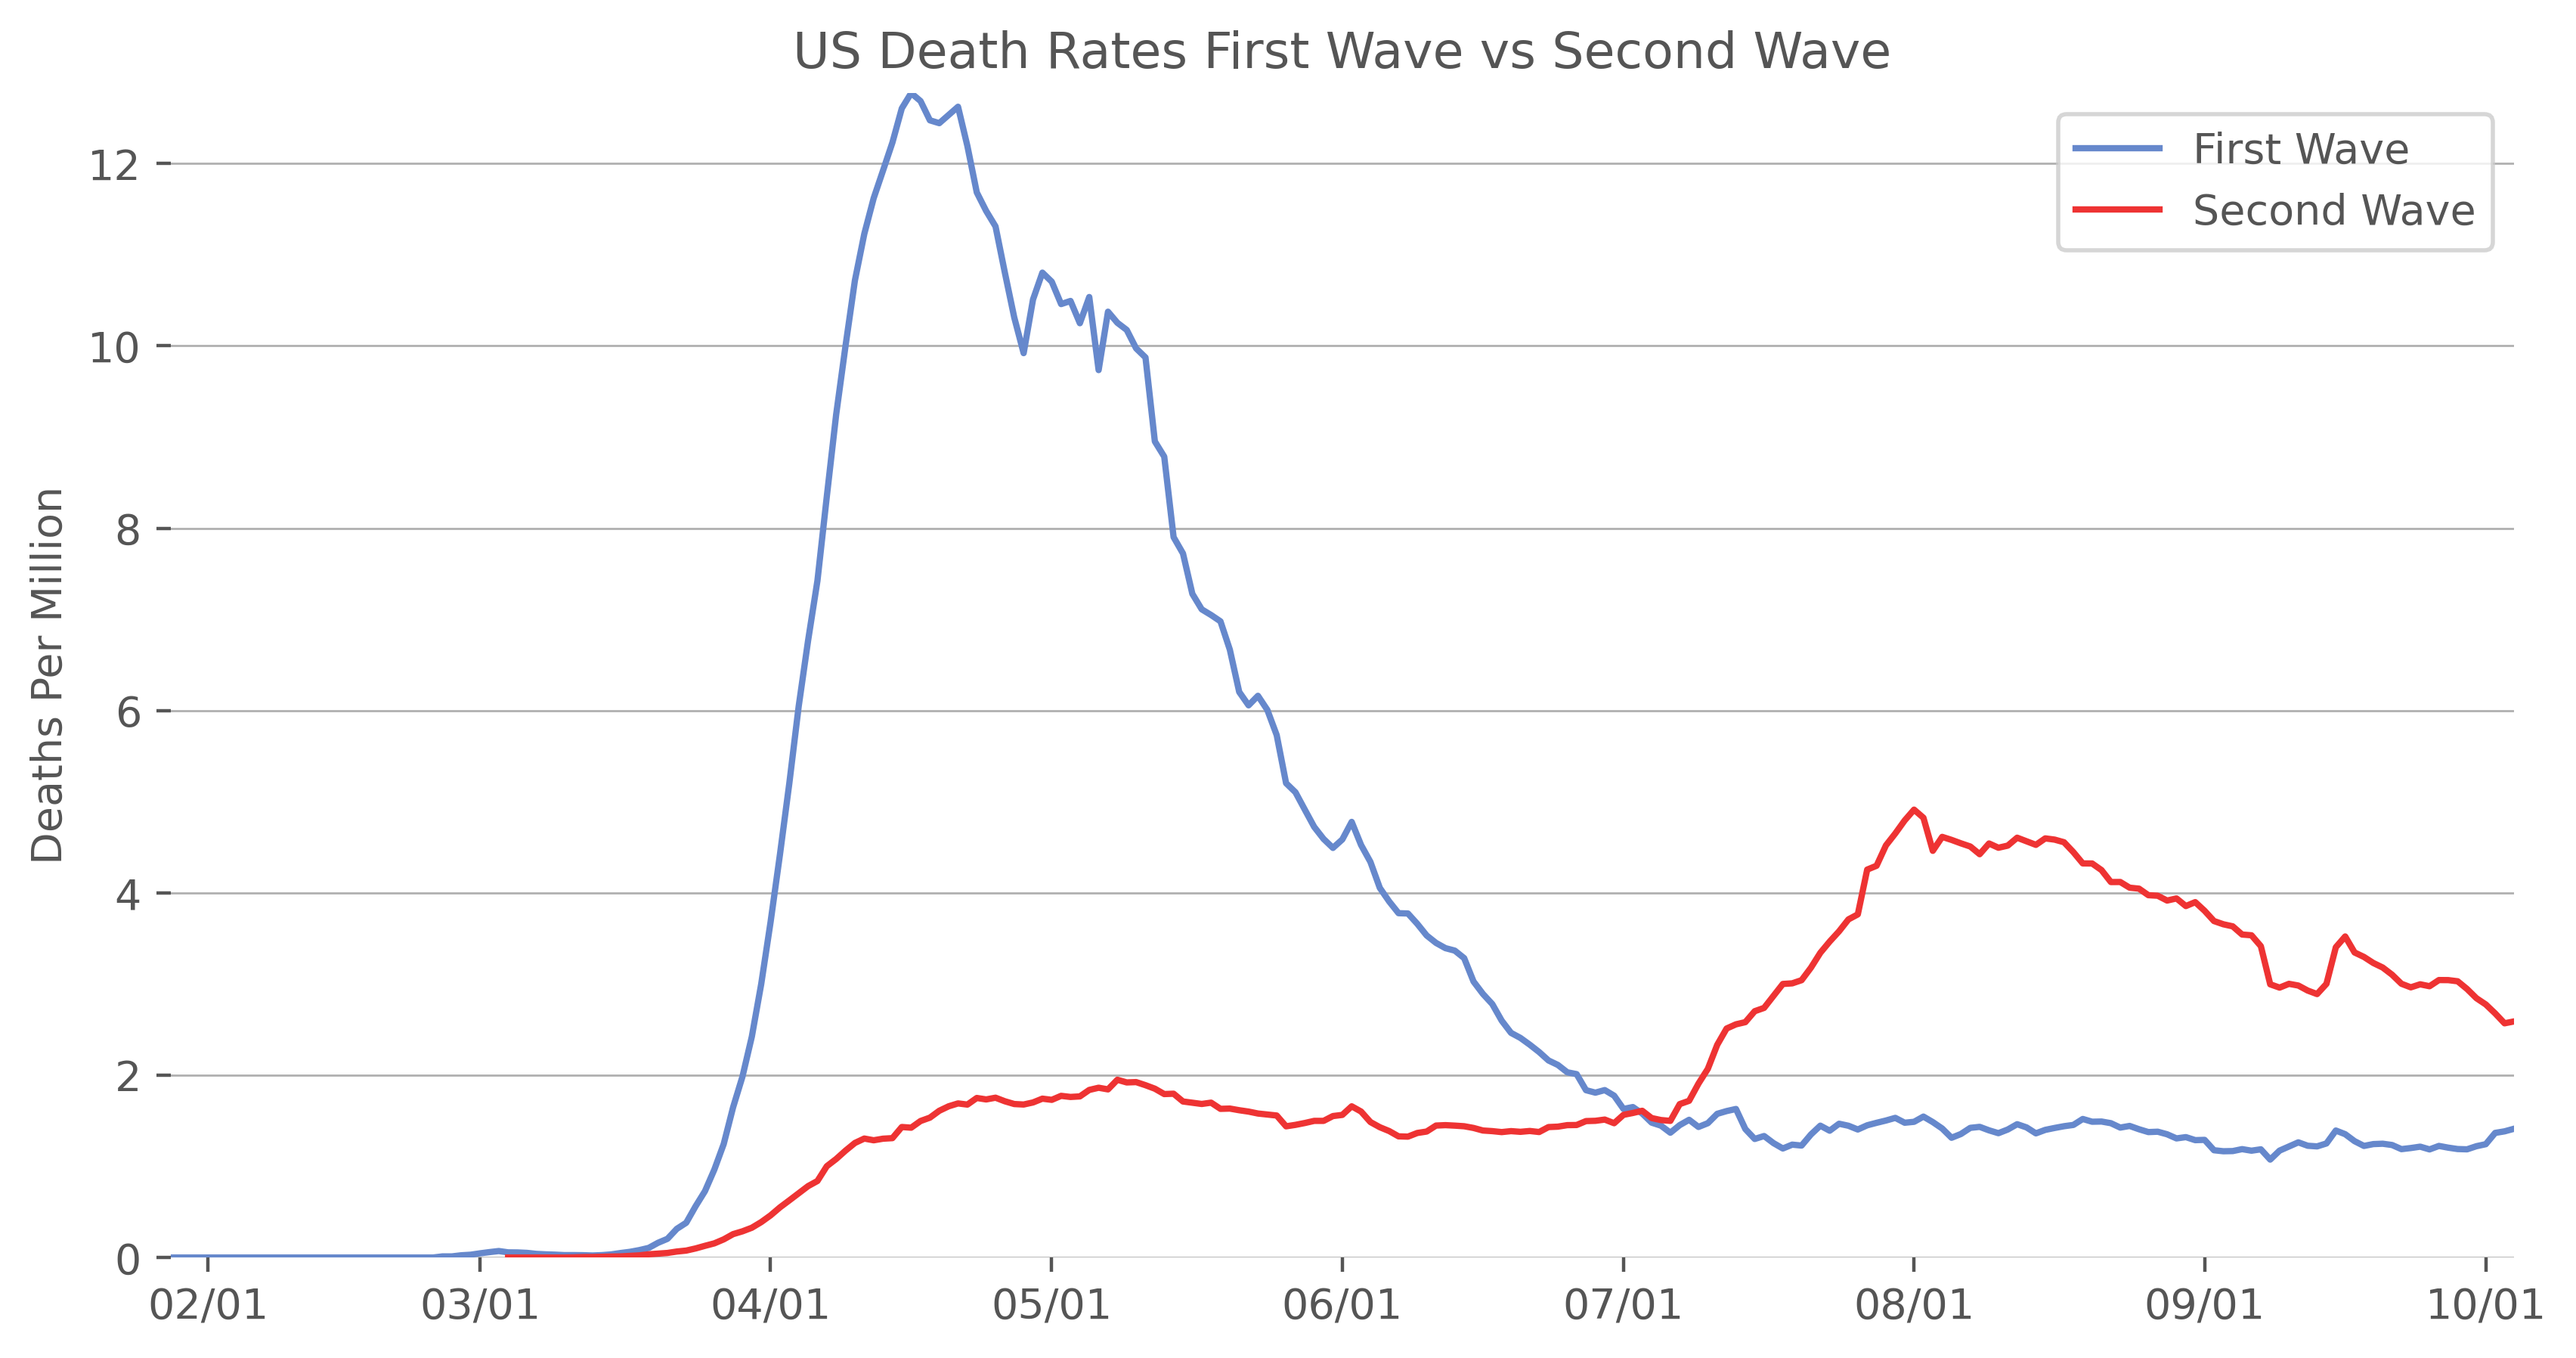 US Death Rates First Wave vs Second Wave
First Wave
Second Wave
Deaths Per Million
12
10
8
6
4
2
0
02/01 03/01 04/01 05/01 06/01 07/01 08/01 09/01 10/01